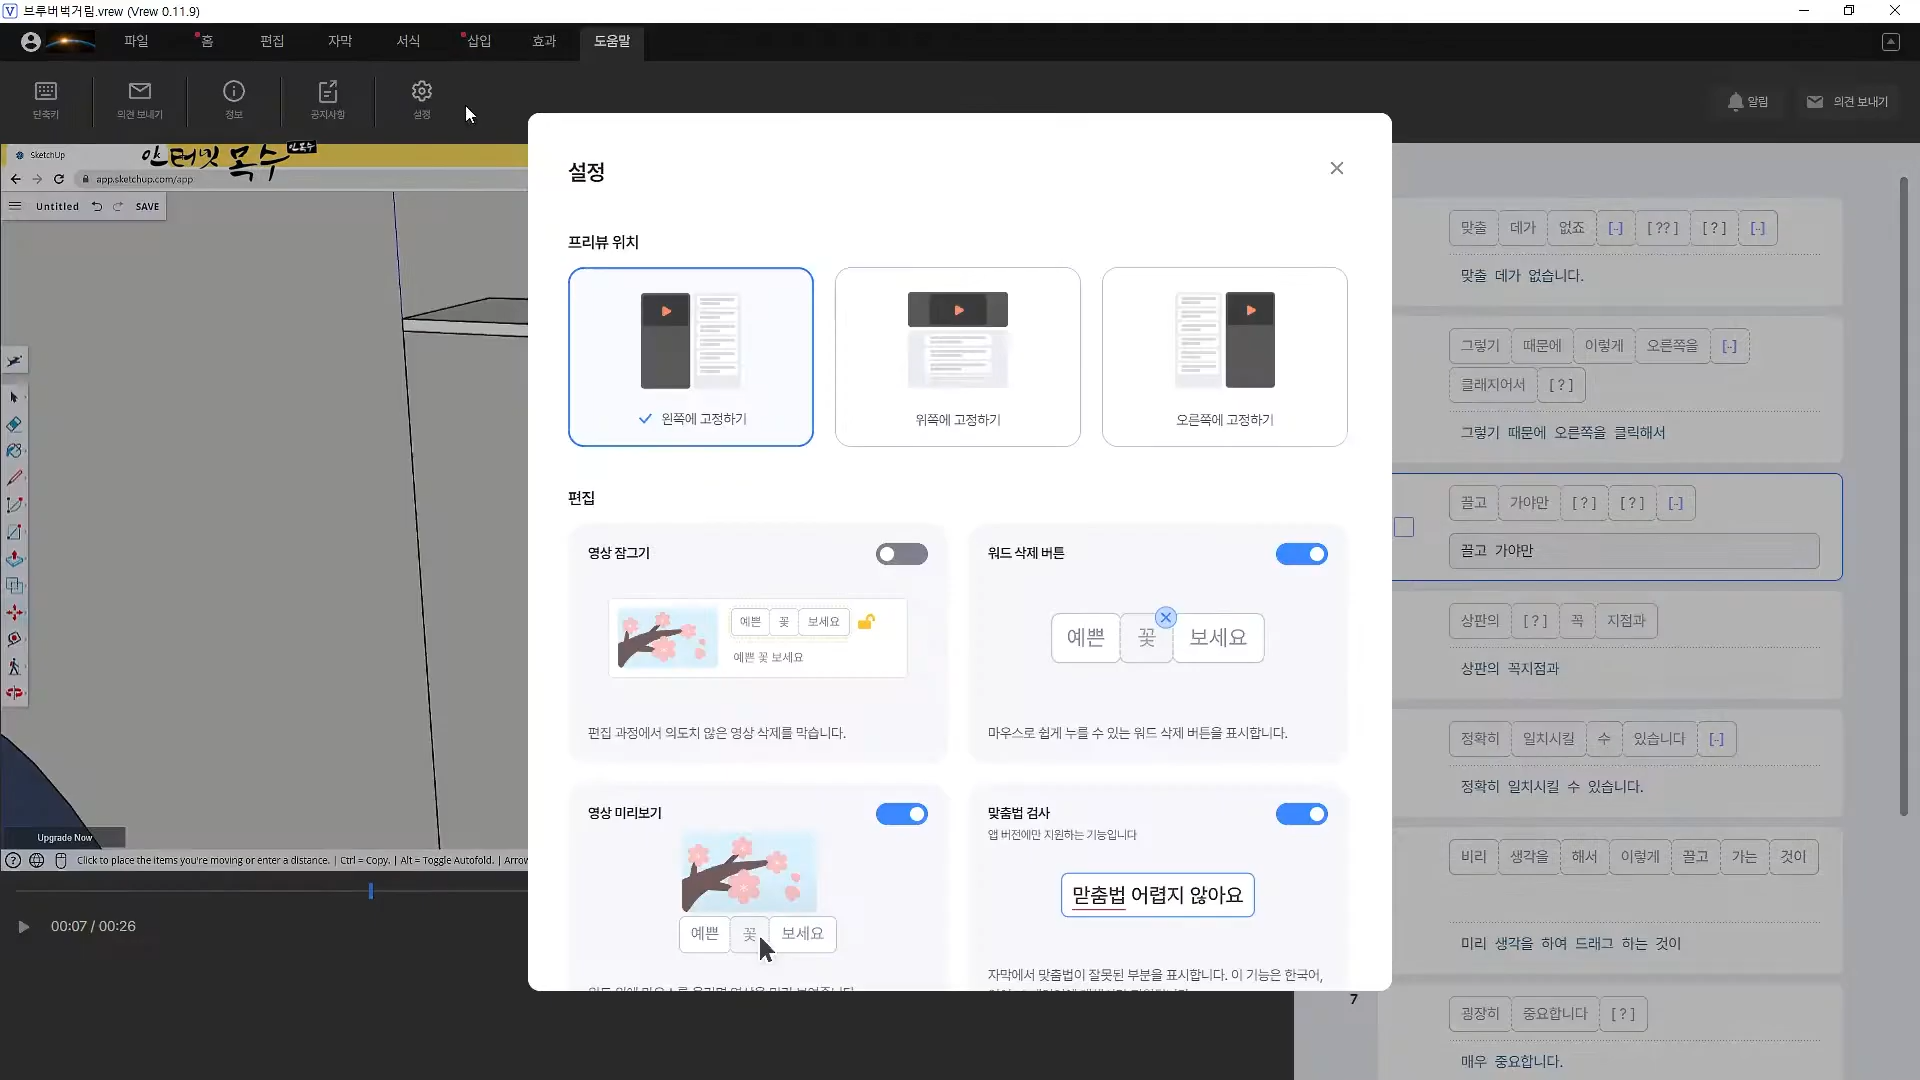 브루버벅거림.vrew (Vrew 0.11.9)
파일 홈 편집 자막 서식 삽입 효과 도움말
단축키 의견 보내기 정보 공지사항 설정
알림 의견 보내기
SketchUp
인터넷 목수
app.sketchup.com/app
Untitled SAVE
설정
프리뷰 위치
왼쪽에 고정하기
위쪽에 고정하기
오른쪽에 고정하기
편집
영상 잠그기
예쁜 꽃 보세요
예쁜 꽃 보세요
편집 과정에서 의도치 않은 영상 삭제를 막습니다.
워드 삭제 버튼
예쁜 꽃 보세요
마우스로 쉽게 누를 수 있는 워드 삭제 버튼을 표시합니다.
영상 미리보기
예쁜 꽃 보세요
맞춤법 검사
앱 버전에만 지원하는 기능입니다
맏춤법 어렵지 않아요
자막에서 맞춤법이 잘못된 부분을 표시합니다. 이 기능은 한국어,
맞출 데가 없죠 [··] [ ?? ] [ ? ] [··]
맞출 데가 없습니다.
그렇기 때문에 이렇게 오른쪽을 [··]
클래지어서 [ ? ]
그렇기 때문에 오른쪽을 클릭해서
끌고 가야만 [ ? ] [ ? ] [··]
끌고 가야만
상판의 [ ? ] 꼭 지점과
상판의 꼭지점과
정확히 일치시킬 수 있습니다 [··]
정확히 일치시킬 수 있습니다.
비리 생각을 해서 이렇게 끌고 가는 것이
미리 생각을 하여 드래그 하는 것이
7
굉장히 중요합니다 [ ? ]
매우 중요합니다.
Upgrade Now
Click to place the items you're moving or enter a distance. | Ctrl = Copy. | Alt = Toggle Autofold. | Arrow
00:07 / 00:26